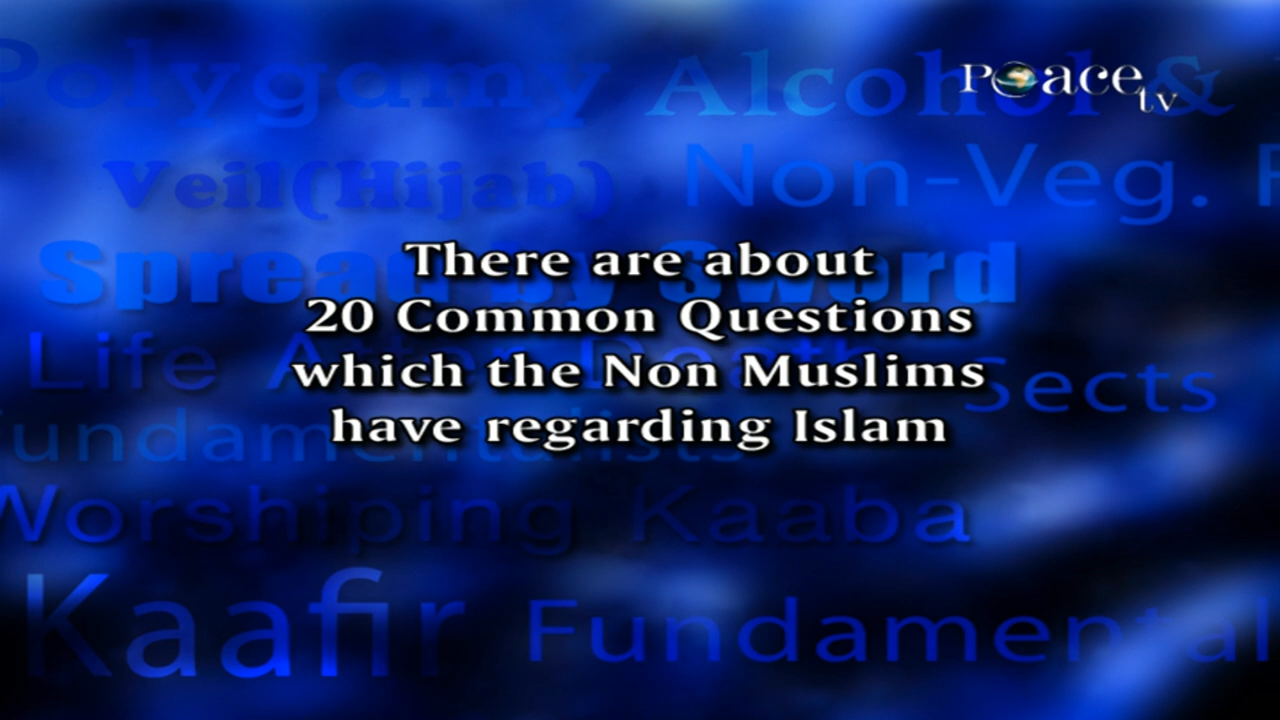 Polygamy Alcohol &
Peace tv
Veil(Hijab) Non-Veg.
Spread by Sword
There are about
20 Common Questions
which the Non Muslims
have regarding Islam
Life After Death Sects
Fundamentalists
Worshiping Kaaba
Kaafir Fundamental